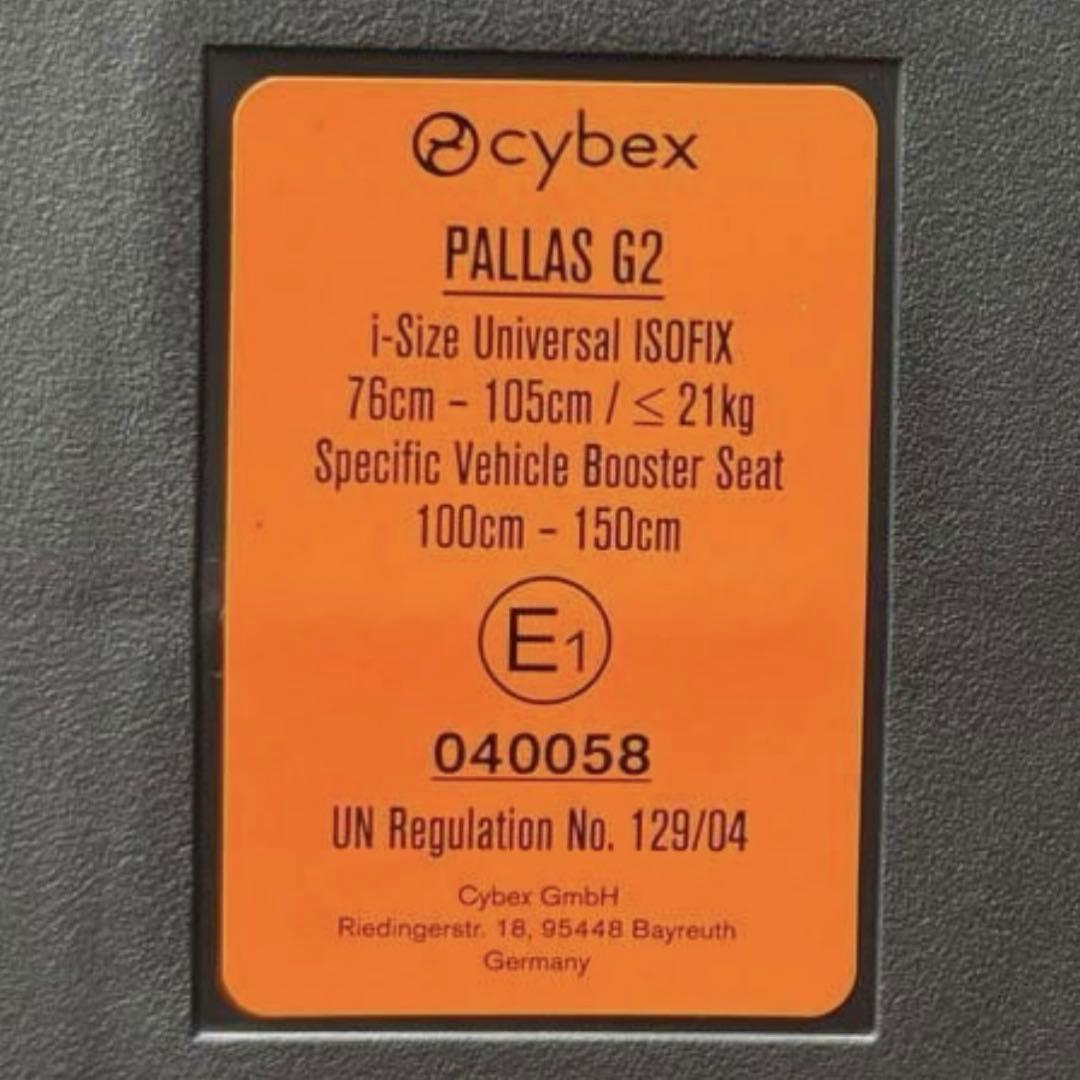 cybex
PALLAS G2
i-Size Universal ISOFIX
76cm – 105cm / ≤ 21kg
Specific Vehicle Booster Seat
100cm – 150cm
E1
040058
UN Regulation No. 129/04
Cybex GmbH
Riedingerstr. 18, 95448 Bayreuth
Germany